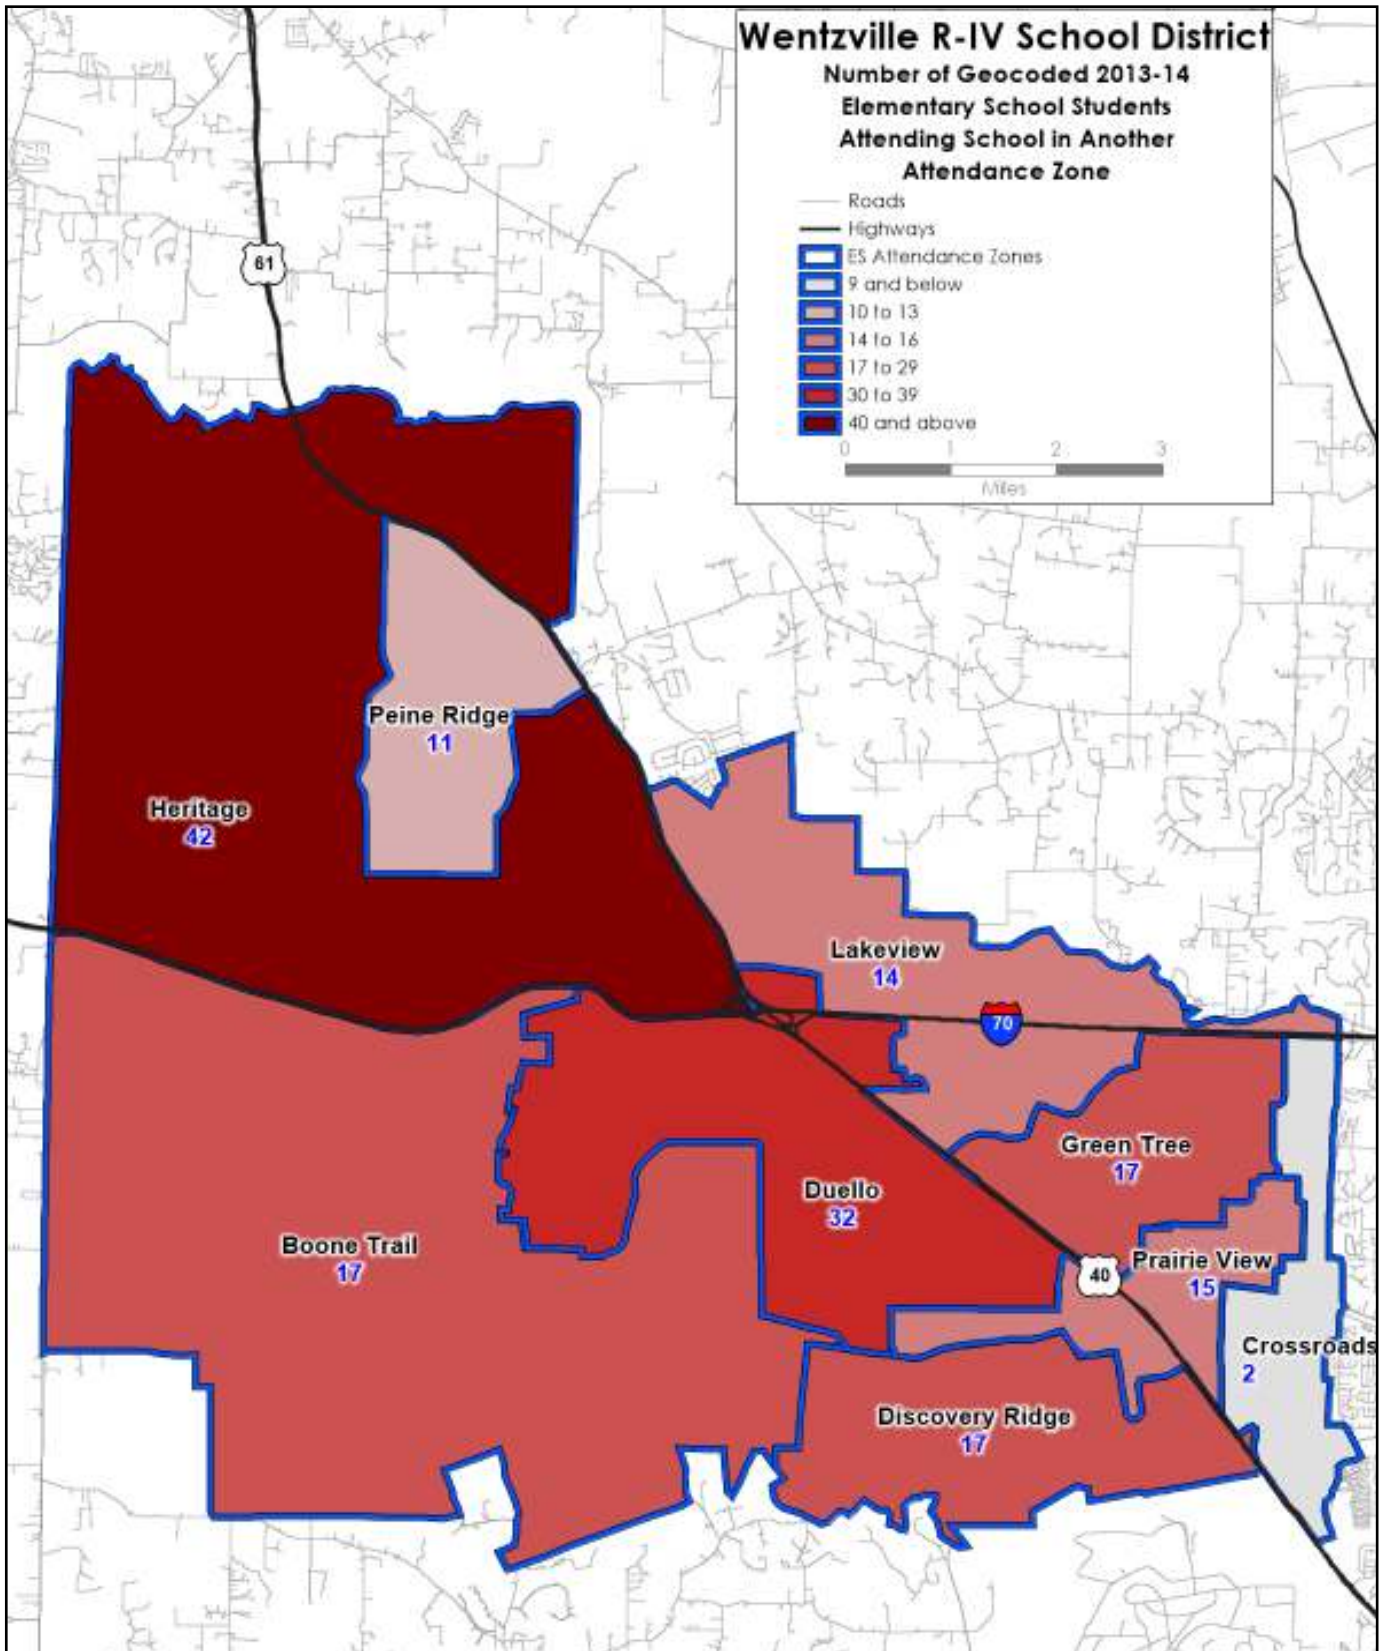 Wentzville R-IV School District
Number of Geocoded 2013-14
Elementary School Students
Attending School in Another
Attendance Zone
Roads
Highways
ES Attendance Zones
9 and below
10 to 13
14 to 16
17 to 29
30 to 39
40 and above
0 1 2 3
Miles
61
Peine Ridge
11
Heritage
42
Lakeview
14
70
Green Tree
17
Duello
32
Boone Trail
17
Prairie View
15
40
Crossroads
2
Discovery Ridge
17